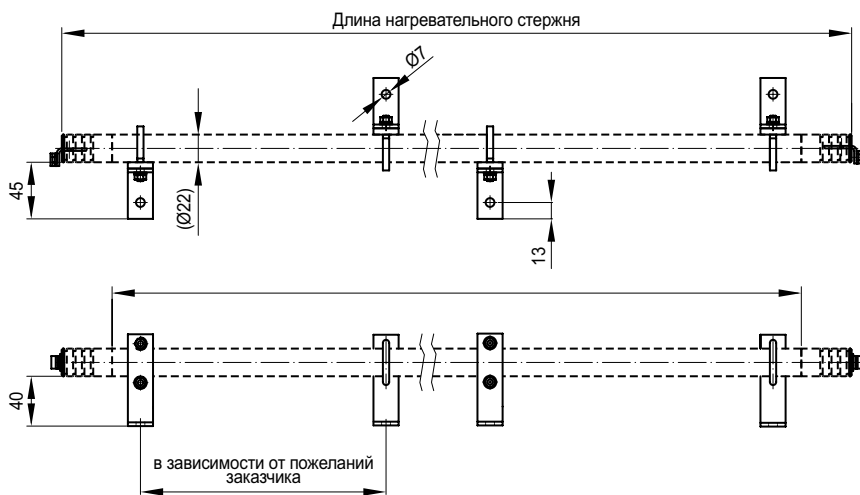 Длина нагревательного стержня
Ø7
45
(Ø22)
13
40
в зависимости от пожеланий
заказчика